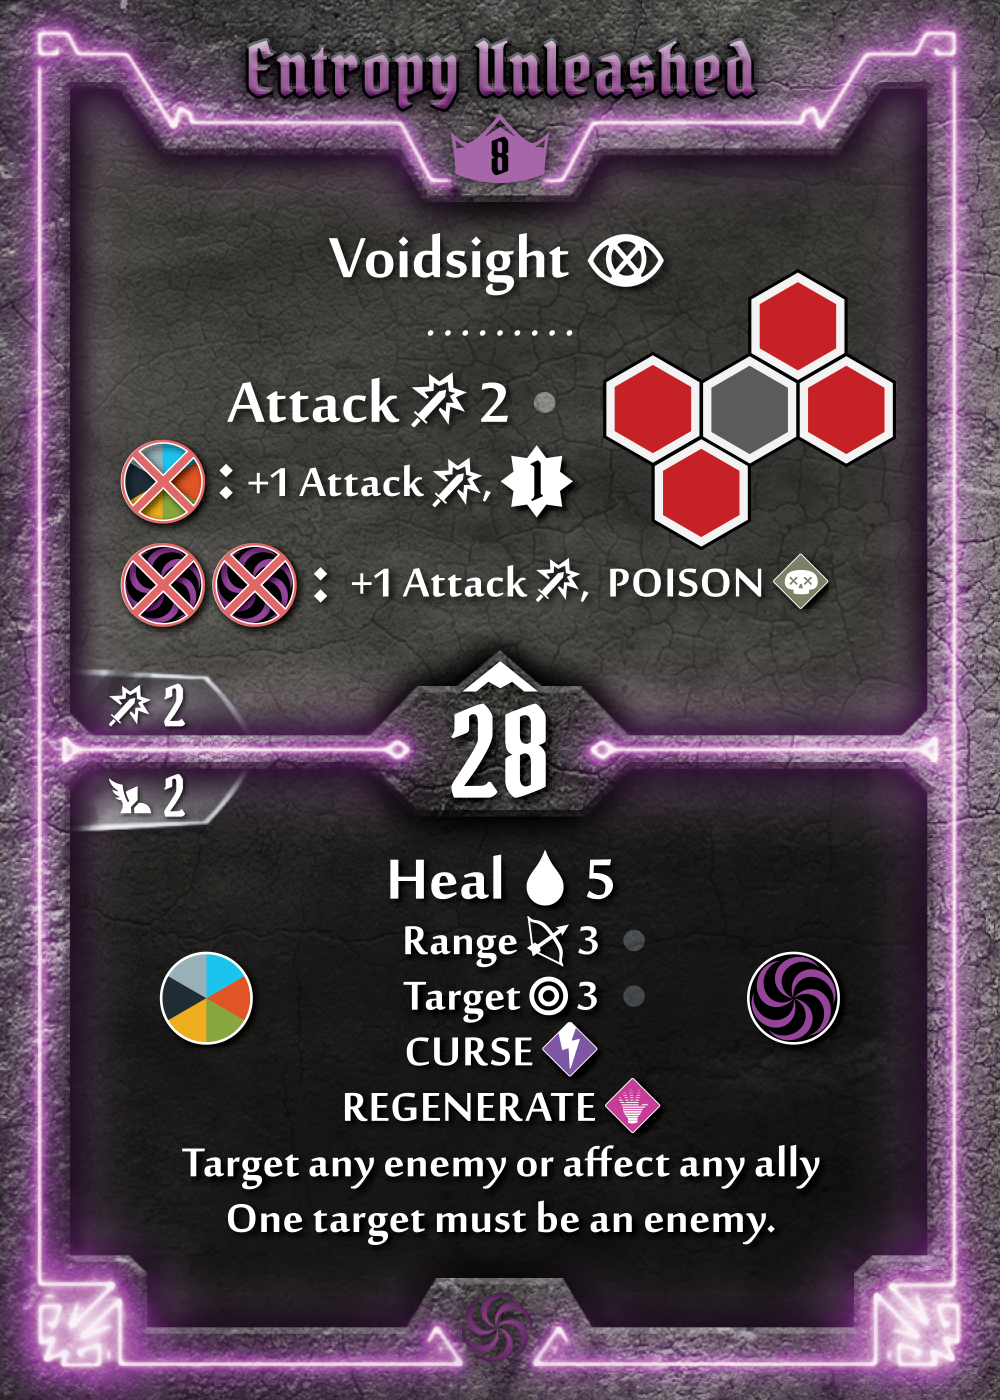 Entropy Unleashed
8
Voidsight
.........
Attack 2
: +1 Attack , 1
: +1 Attack , POISON
2
28
2
Heal 5
Range 3
Target 3
CURSE
REGENERATE
Target any enemy or affect any ally
One target must be an enemy.